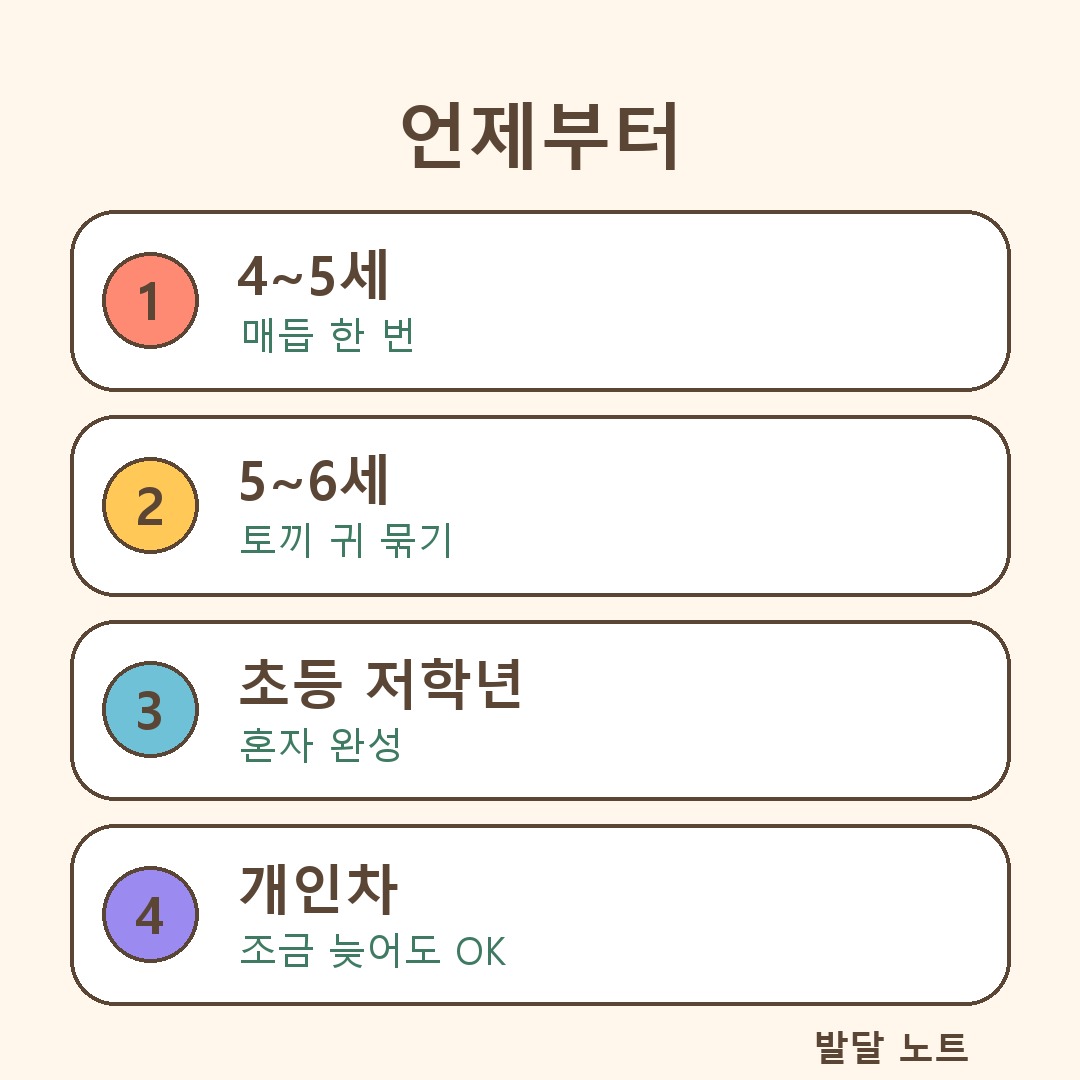 언제부터
1
4~5세
매듭 한 번
2
5~6세
토끼 귀 묶기
3
초등 저학년
혼자 완성
4
개인차
조금 늦어도 OK
발달 노트